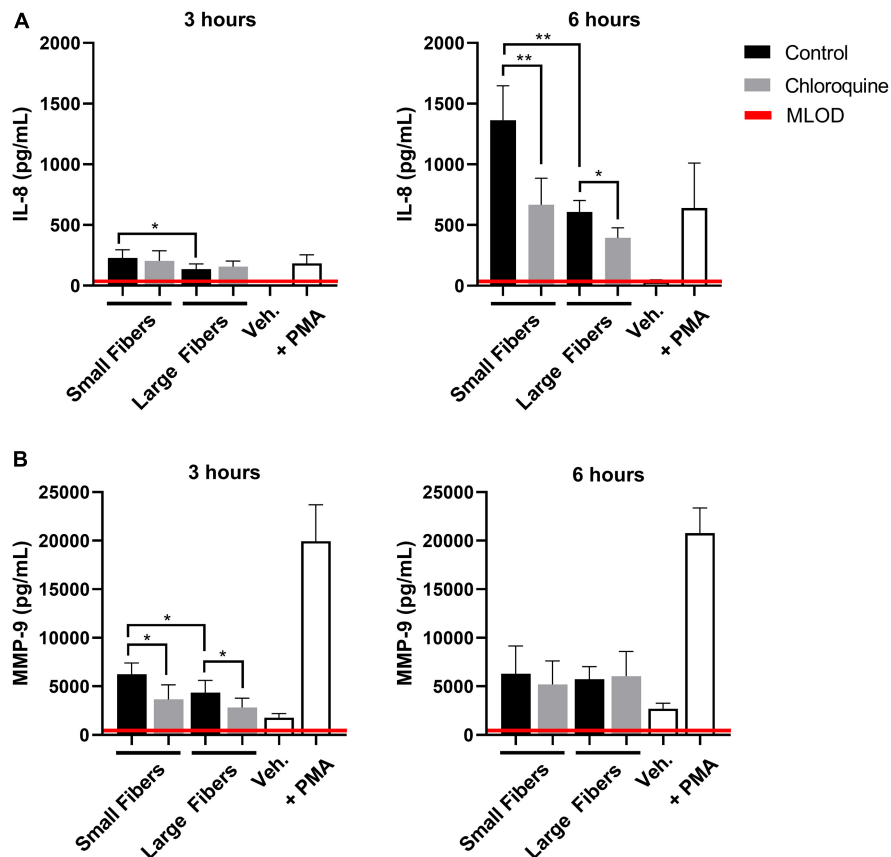 A
3 hours
IL-8 (pg/mL)
2000
1500
1000
500
0
*
Small Fibers
Large Fibers
Veh.
+ PMA
6 hours
IL-8 (pg/mL)
2000
1500
1000
500
0
**
**
*
Small Fibers
Large Fibers
Veh.
+ PMA
Control
Chloroquine
MLOD
B
3 hours
MMP-9 (pg/mL)
25000
20000
15000
10000
5000
0
*
*
*
Small Fibers
Large Fibers
Veh.
+ PMA
6 hours
MMP-9 (pg/mL)
25000
20000
15000
10000
5000
0
Small Fibers
Large Fibers
Veh.
+ PMA